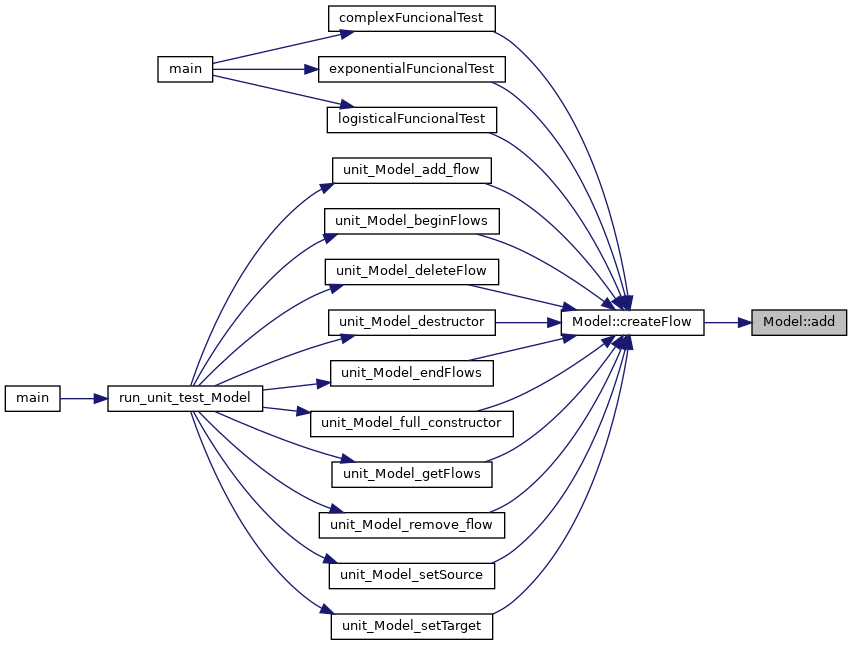 complexFuncionalTest
main
exponentialFuncionalTest
logisticalFuncionalTest
unit_Model_add_flow
unit_Model_beginFlows
unit_Model_deleteFlow
unit_Model_destructor
Model::createFlow
Model::add
unit_Model_endFlows
main
run_unit_test_Model
unit_Model_full_constructor
unit_Model_getFlows
unit_Model_remove_flow
unit_Model_setSource
unit_Model_setTarget